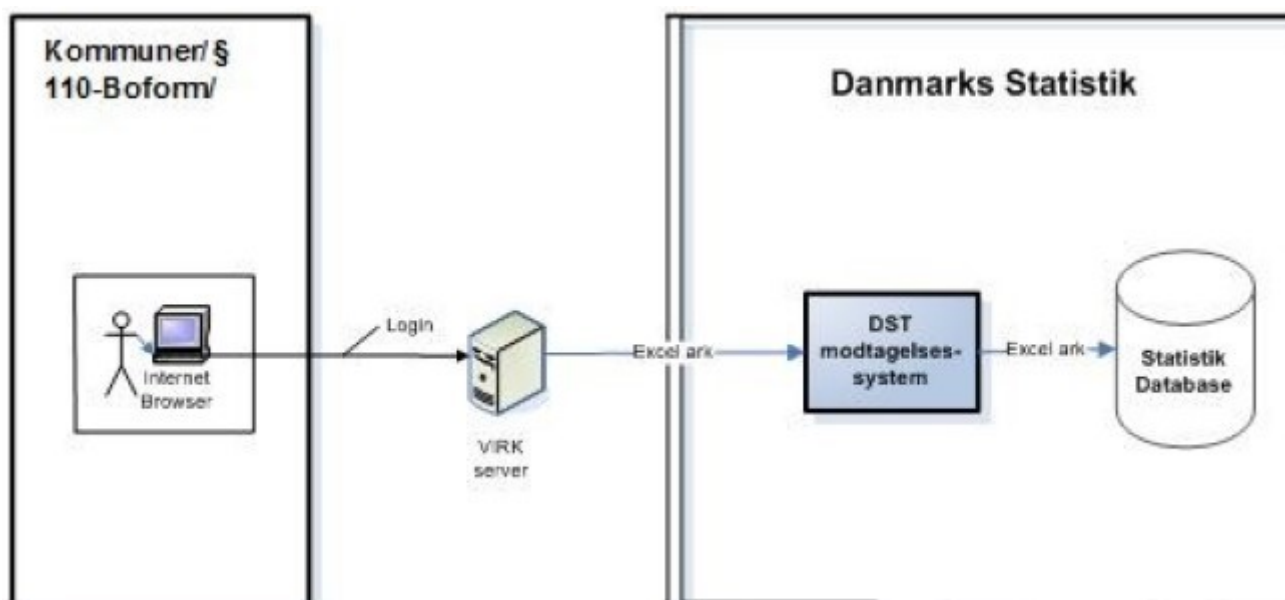 Kommuner/ §
110-Boform/
Danmarks Statistik
Login
Internet
Browser
VIRK
server
Excel ark
DST
modtagelses-
system
Excel ark
Statistik
Database